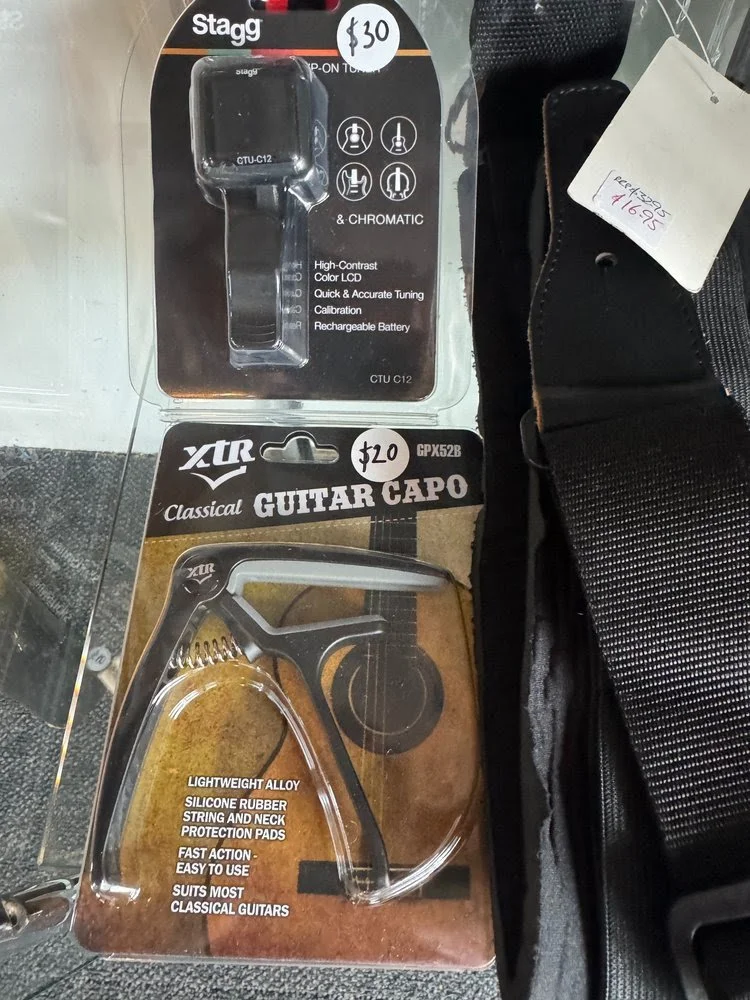 Stagg
$30
P-ON TUNER
Stagg
CTU-C12
& CHROMATIC
High-Contrast
Color LCD
Quick & Accurate Tuning
Calibration
Rechargeable Battery
CTU C12
$16.95
XTR
$20
GPX52B
Classical GUITAR CAPO
XTR
LIGHTWEIGHT ALLOY
SILICONE RUBBER
STRING AND NECK
PROTECTION PADS
FAST ACTION -
EASY TO USE
SUITS MOST
CLASSICAL GUITARS